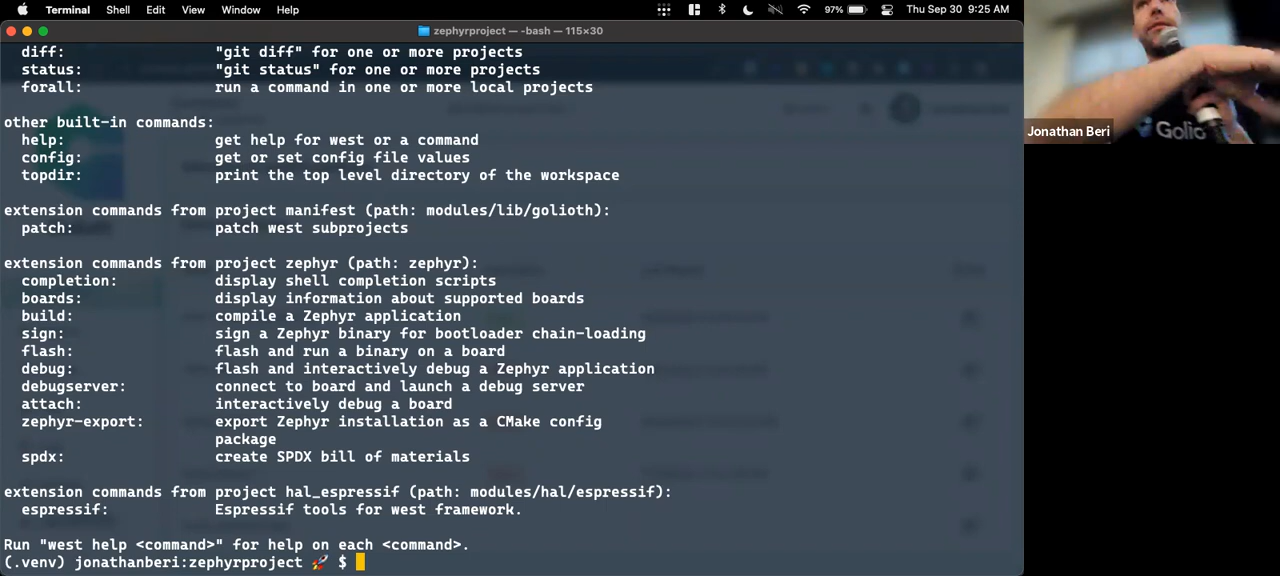 Terminal Shell Edit View Window Help 97% Thu Sep 30 9:25 AM
zephyrproject — -bash — 115×30
diff: "git diff" for one or more projects
status: "git status" for one or more projects
forall: run a command in one or more local projects
other built-in commands:
help: get help for west or a command
config: get or set config file values
topdir: print the top level directory of the workspace
extension commands from project manifest (path: modules/lib/golioth):
patch: patch west subprojects
extension commands from project zephyr (path: zephyr):
completion: display shell completion scripts
boards: display information about supported boards
build: compile a Zephyr application
sign: sign a Zephyr binary for bootloader chain-loading
flash: flash and run a binary on a board
debug: flash and interactively debug a Zephyr application
debugserver: connect to board and launch a debug server
attach: interactively debug a board
zephyr-export: export Zephyr installation as a CMake config
package
spdx: create SPDX bill of materials
extension commands from project hal_espressif (path: modules/hal/espressif):
espressif: Espressif tools for west framework.
Run "west help <command>" for help on each <command>.
(.venv) jonathanberi:zephyrproject 🚀 $
Jonathan Beri
Golio